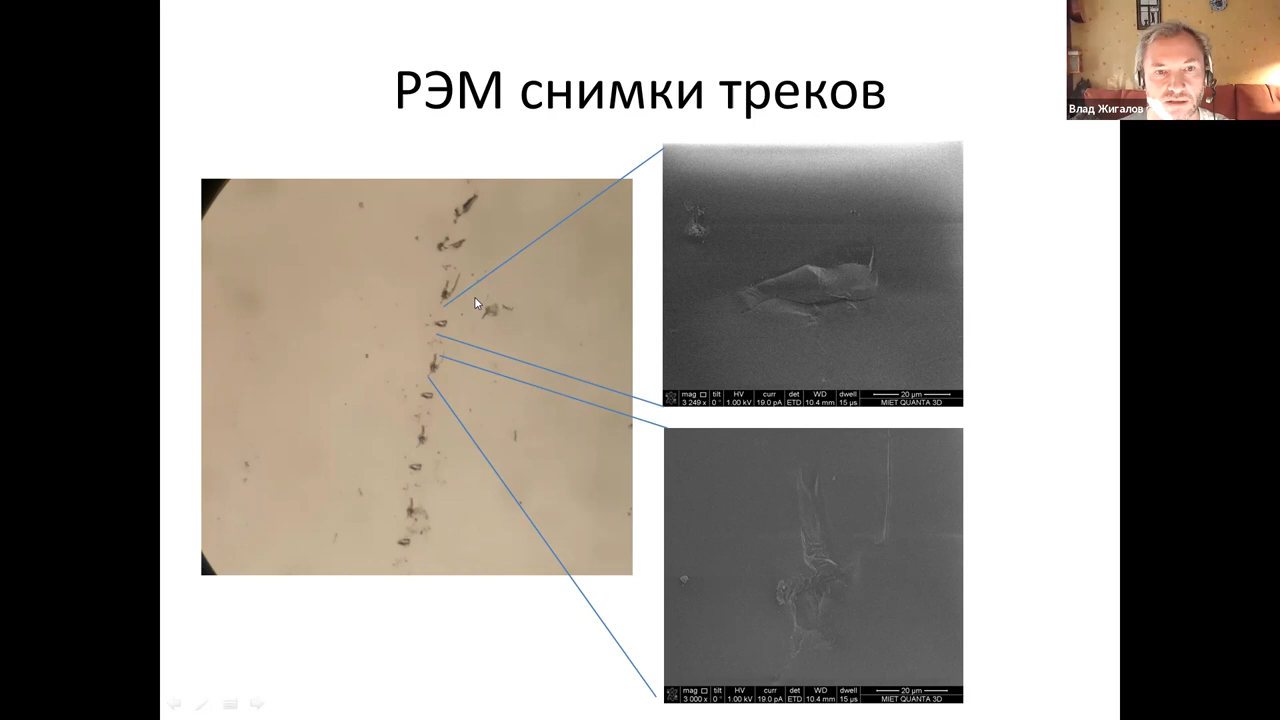 РЭМ снимки треков
Влад Жигалов
mag tilt HV curr det WD dwell 20 µm
3 249 x 0 ° 1.00 kV 19.0 pA ETD 10.4 mm 15 µs MIET QUANTA 3D
mag tilt HV curr det WD dwell 20 µm
3 000 x 0 ° 1.00 kV 19.0 pA ETD 10.4 mm 15 µs MIET QUANTA 3D